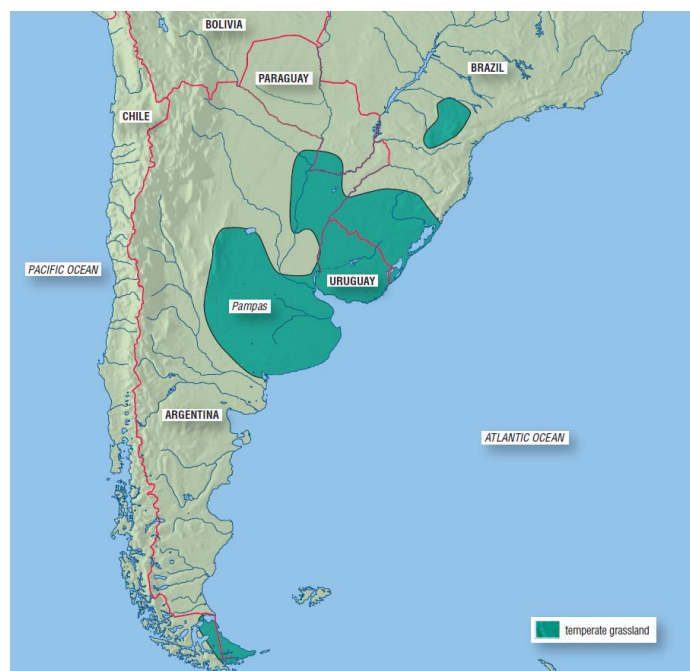 BOLIVIA
PARAGUAY
BRAZIL
CHILE
PACIFIC OCEAN
URUGUAY
Pampas
ARGENTINA
ATLANTIC OCEAN
temperate grassland